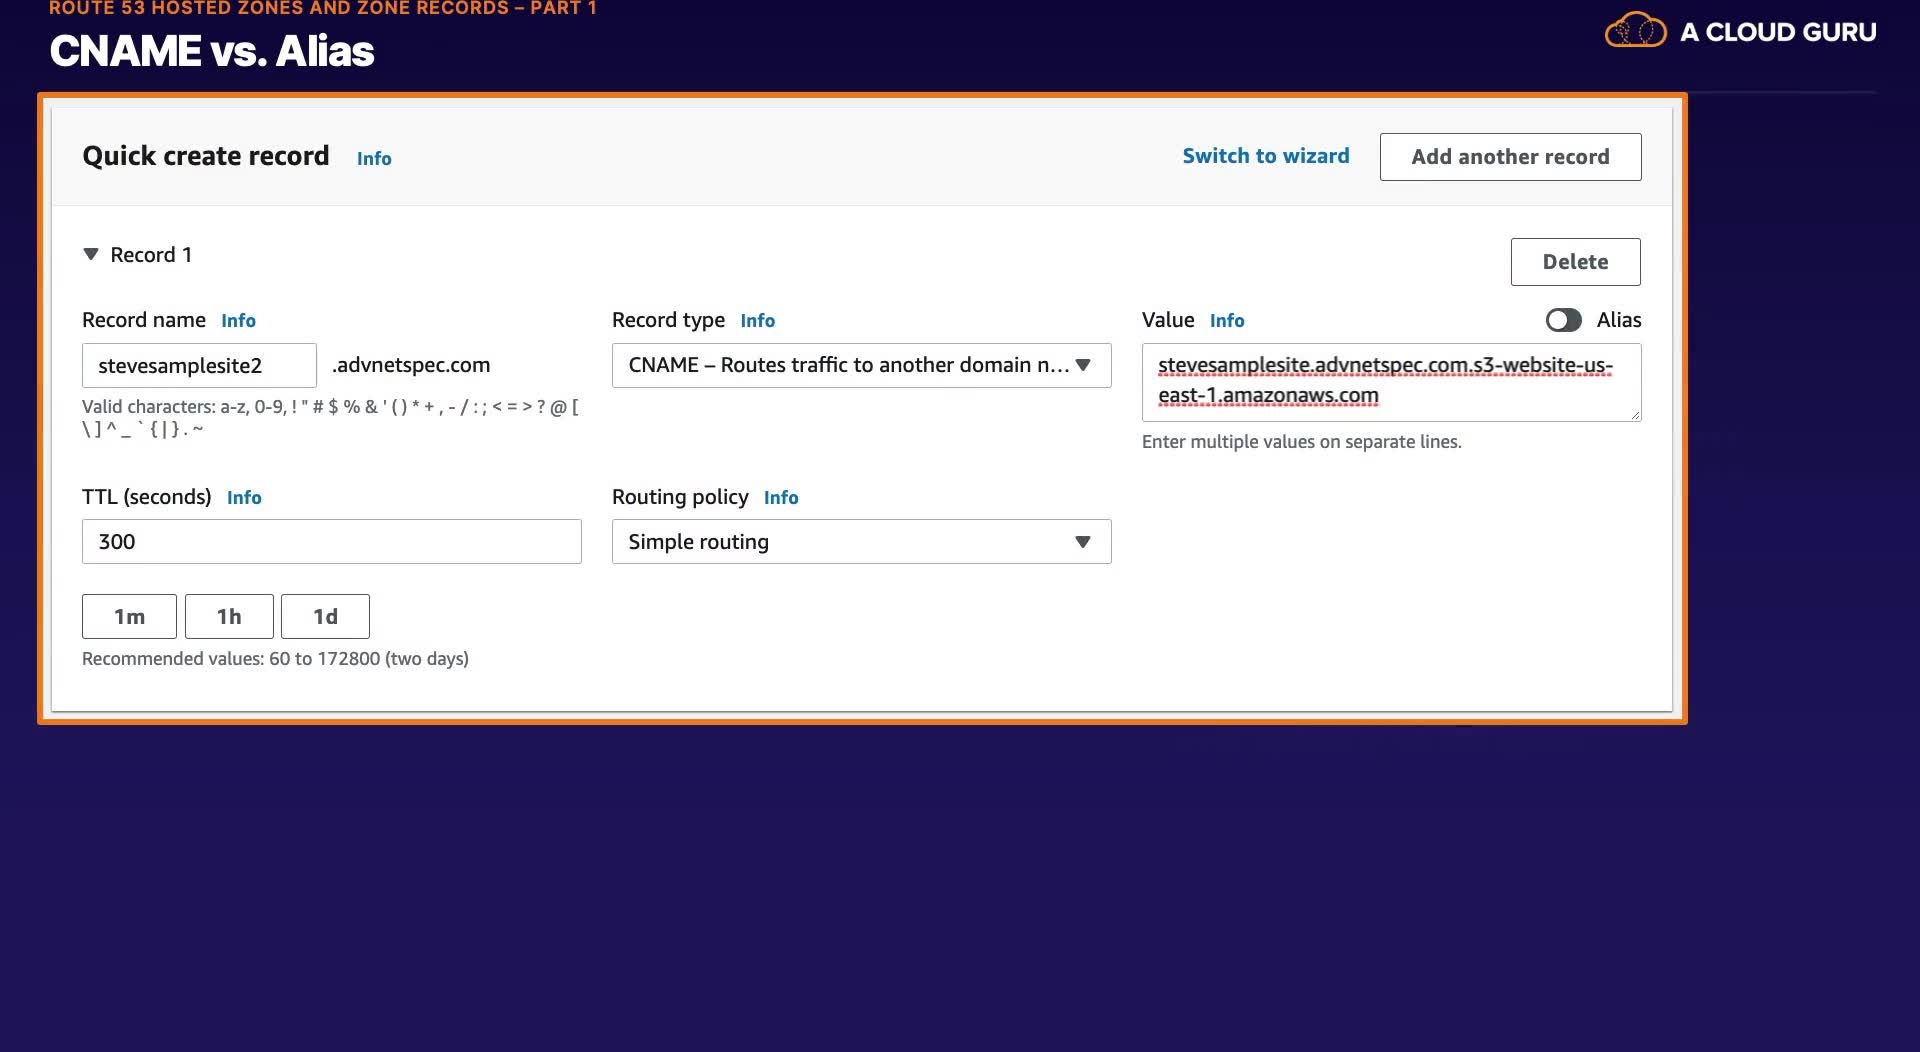 ROUTE 53 HOSTED ZONES AND ZONE RECORDS – PART 1
CNAME vs. Alias
A CLOUD GURU
Quick create record Info
Switch to wizard
Add another record
Record 1
Delete
Record name Info
Record type Info
Value Info
Alias
stevesamplesite2 .advnetspec.com
CNAME – Routes traffic to another domain n...
stevesamplesite.advnetspec.com.s3-website-us-
east-1.amazonaws.com
Valid characters: a-z, 0-9, ! " # $ % & ' ( ) * + , - / : ; < = > ? @ [
\ ] ^ _ ` { | } . ~
Enter multiple values on separate lines.
TTL (seconds) Info
Routing policy Info
300
Simple routing
1m 1h 1d
Recommended values: 60 to 172800 (two days)